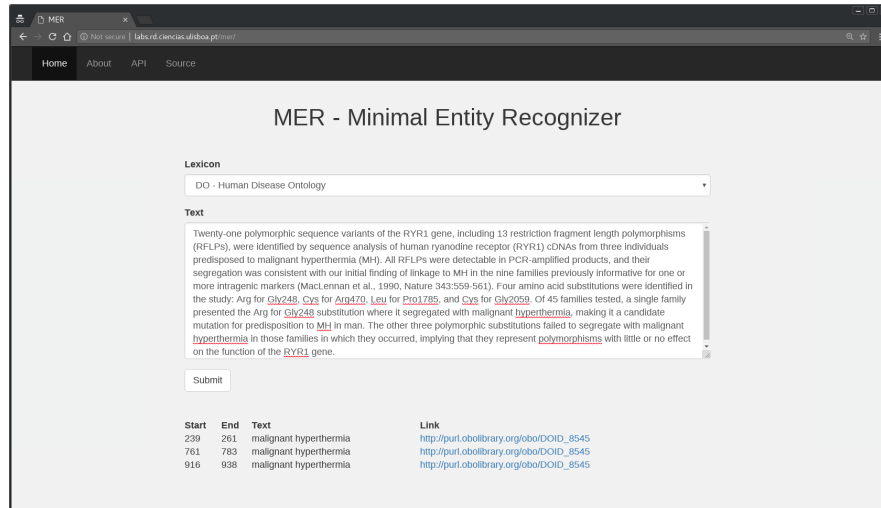 MER
Not secure | labs.rd.ciencias.ulisboa.pt/mer/
Home About API Source
MER - Minimal Entity Recognizer
Lexicon
DO - Human Disease Ontology
Text
Twenty-one polymorphic sequence variants of the RYR1 gene, including 13 restriction fragment length polymorphisms
(RFLPs), were identified by sequence analysis of human ryanodine receptor (RYR1) cDNAs from three individuals
predisposed to malignant hyperthermia (MH). All RFLPs were detectable in PCR-amplified products, and their
segregation was consistent with our initial finding of linkage to MH in the nine families previously informative for one or
more intragenic markers (MacLennan et al., 1990, Nature 343:559-561). Four amino acid substitutions were identified in
the study: Arg for Gly248, Cys for Arg470, Leu for Pro1785, and Cys for Gly2059. Of 45 families tested, a single family
presented the Arg for Gly248 substitution where it segregated with malignant hyperthermia, making it a candidate
mutation for predisposition to MH in man. The other three polymorphic substitutions failed to segregate with malignant
hyperthermia in those families in which they occurred, implying that they represent polymorphisms with little or no effect
on the function of the RYR1 gene.
Submit
Start End Text Link
239 261 malignant hyperthermia http://purl.obolibrary.org/obo/DOID_8545
761 783 malignant hyperthermia http://purl.obolibrary.org/obo/DOID_8545
916 938 malignant hyperthermia http://purl.obolibrary.org/obo/DOID_8545